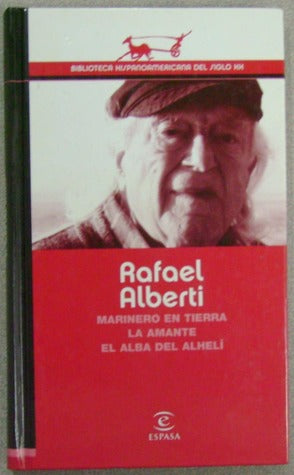 BIBLIOTECA HISPANOAMERICANA DEL SIGLO XX
Rafael
Alberti
MARINERO EN TIERRA
LA AMANTE
EL ALBA DEL ALHELÍ
e
ESPASA